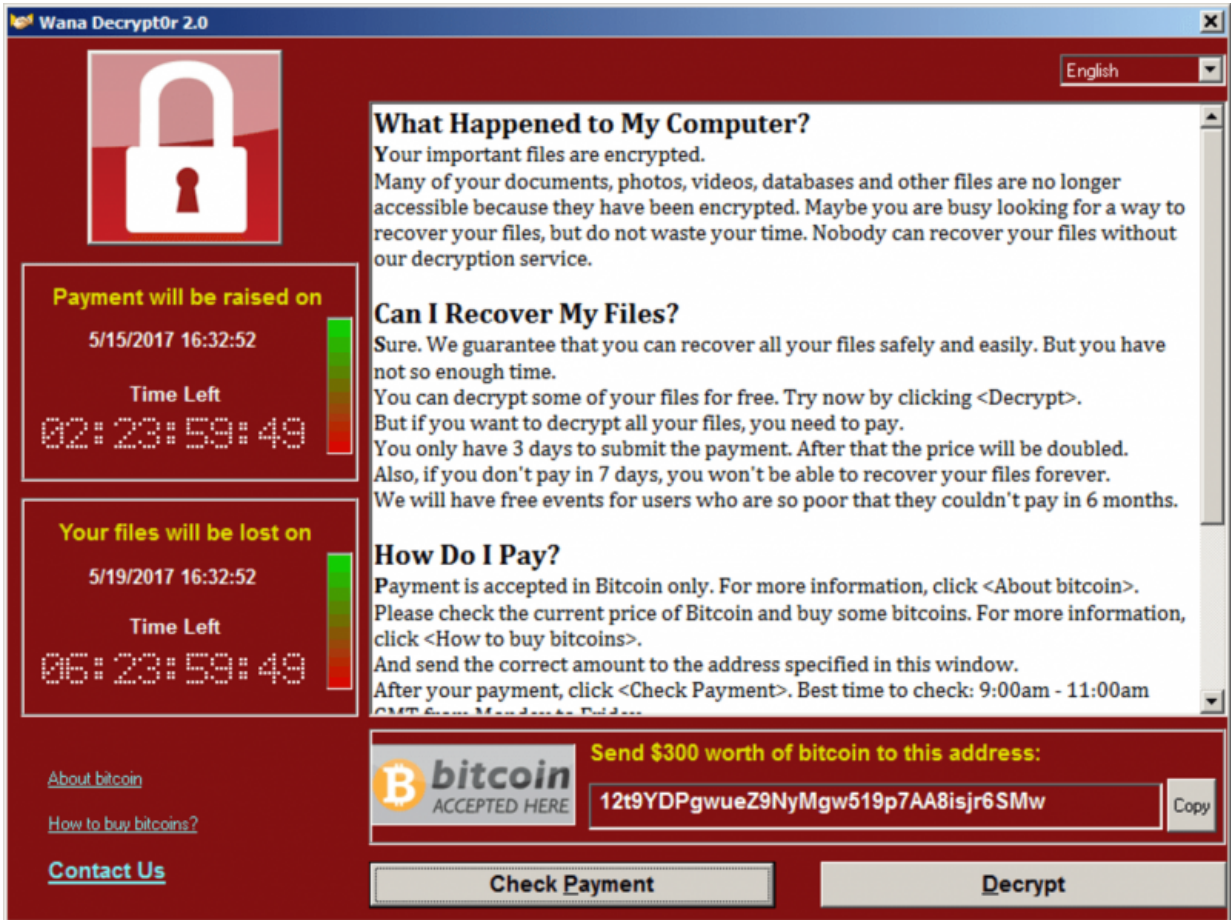 Wana Decrypt0r 2.0
English
What Happened to My Computer?
Your important files are encrypted.
Many of your documents, photos, videos, databases and other files are no longer
accessible because they have been encrypted. Maybe you are busy looking for a way to
recover your files, but do not waste your time. Nobody can recover your files without
our decryption service.
Can I Recover My Files?
Sure. We guarantee that you can recover all your files safely and easily. But you have
not so enough time.
You can decrypt some of your files for free. Try now by clicking <Decrypt>.
But if you want to decrypt all your files, you need to pay.
You only have 3 days to submit the payment. After that the price will be doubled.
Also, if you don't pay in 7 days, you won't be able to recover your files forever.
We will have free events for users who are so poor that they couldn't pay in 6 months.
How Do I Pay?
Payment is accepted in Bitcoin only. For more information, click <About bitcoin>.
Please check the current price of Bitcoin and buy some bitcoins. For more information,
click <How to buy bitcoins>.
And send the correct amount to the address specified in this window.
After your payment, click <Check Payment>. Best time to check: 9:00am - 11:00am
GMT from Monday to Friday
Payment will be raised on
5/15/2017 16:32:52
Time Left
02:23:59:49
Your files will be lost on
5/19/2017 16:32:52
Time Left
06:23:59:49
About bitcoin
How to buy bitcoins?
Contact Us
bitcoin
ACCEPTED HERE
Send $300 worth of bitcoin to this address:
12t9YDPgwueZ9NyMgw519p7AA8isjr6SMw
Copy
Check Payment
Decrypt